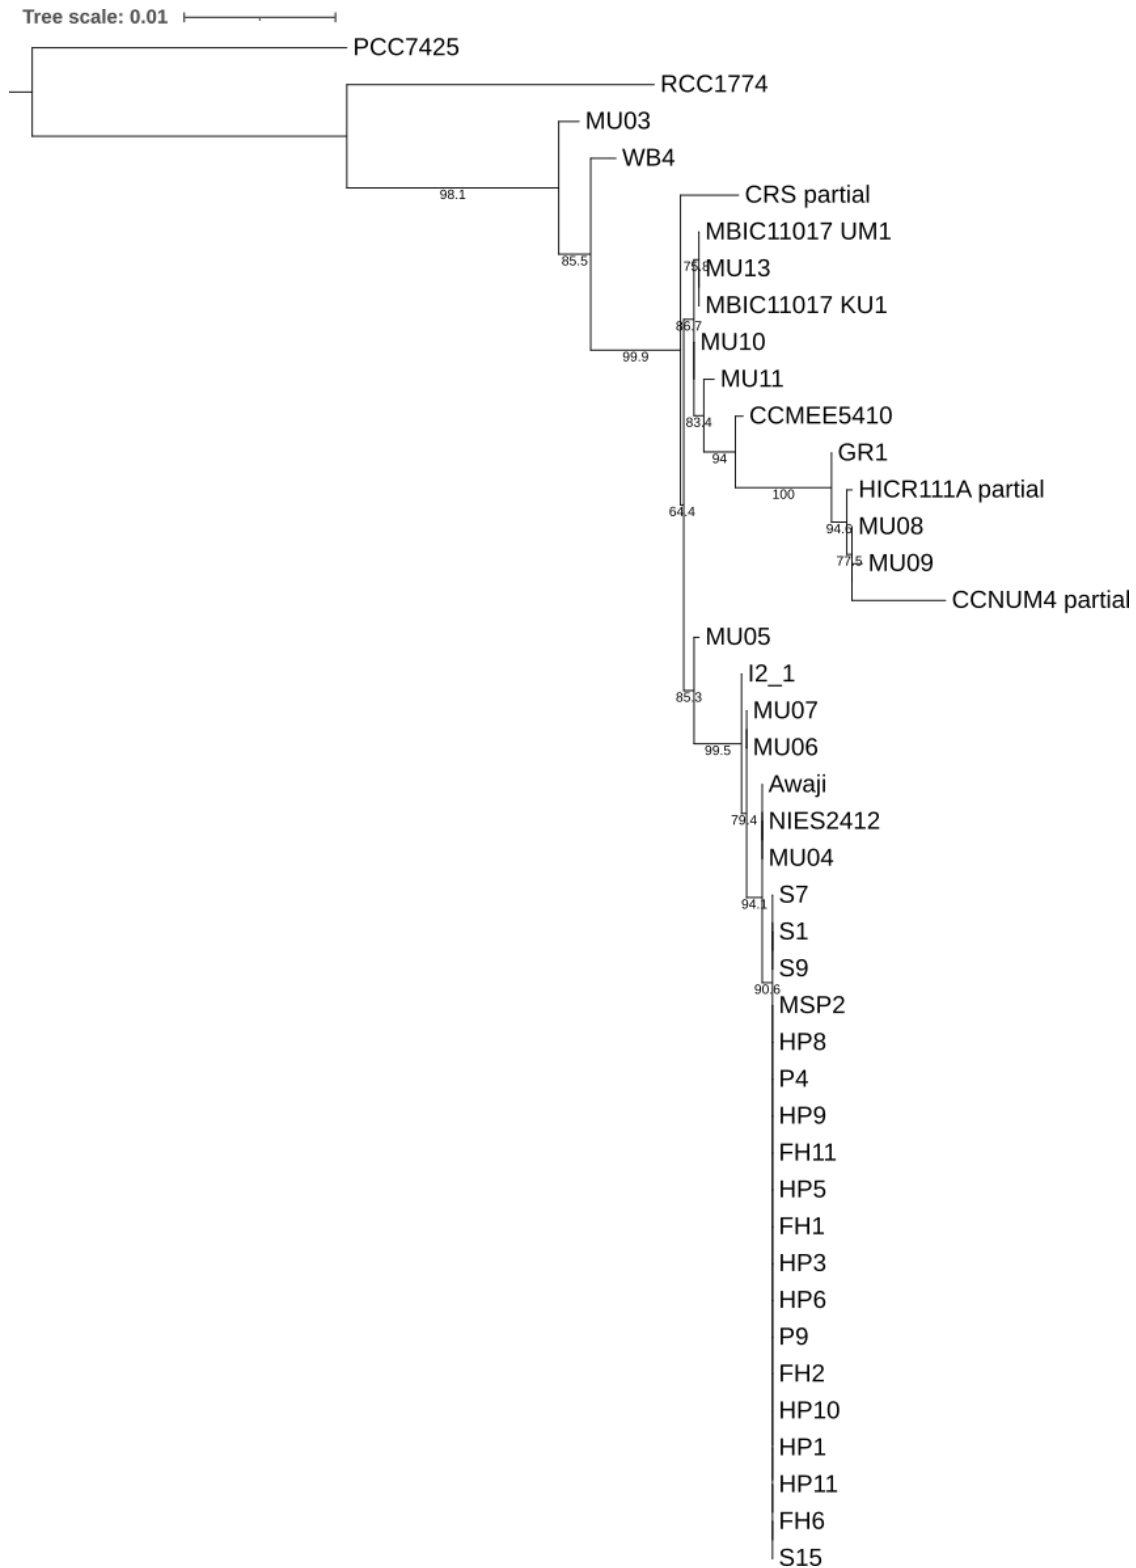 Tree scale: 0.01
PCC7425
RCC1774
MU03
WB4
98.1
CRS partial
MBIC11017 UM1
85.5
75.8
MU13
MBIC11017 KU1
86.7
MU10
99.9
MU11
CCMEE5410
83.4
GR1
94
HICR111A partial
100
64.4
MU08
94.6
MU09
77.5
CCNUM4 partial
MU05
I2_1
85.3
MU07
MU06
99.5
Awaji
NIES2412
79.4
MU04
S7
94.1
S1
S9
90.6
MSP2
HP8
P4
HP9
FH11
HP5
FH1
HP3
HP6
P9
FH2
HP10
HP1
HP11
FH6
S15